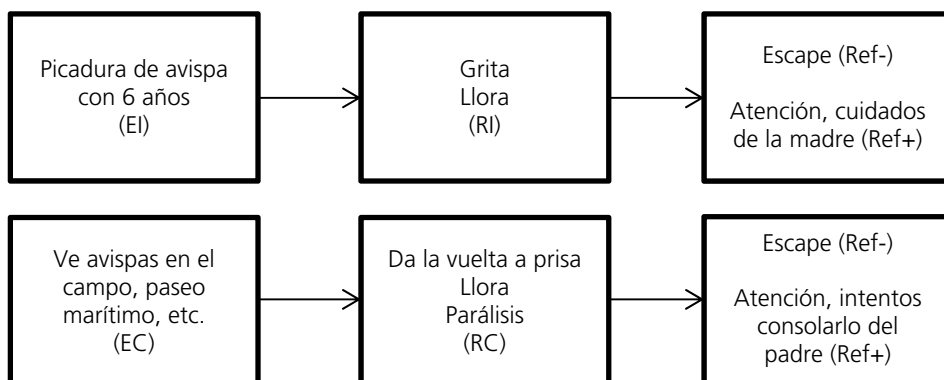 Picadura de avispa
con 6 años
(EI)
Grita
Llora
(RI)
Escape (Ref-)
Atención, cuidados
de la madre (Ref+)
Ve avispas en el
campo, paseo
marítimo, etc.
(EC)
Da la vuelta a prisa
Llora
Parálisis
(RC)
Escape (Ref-)
Atención, intentos
consolarlo del
padre (Ref+)